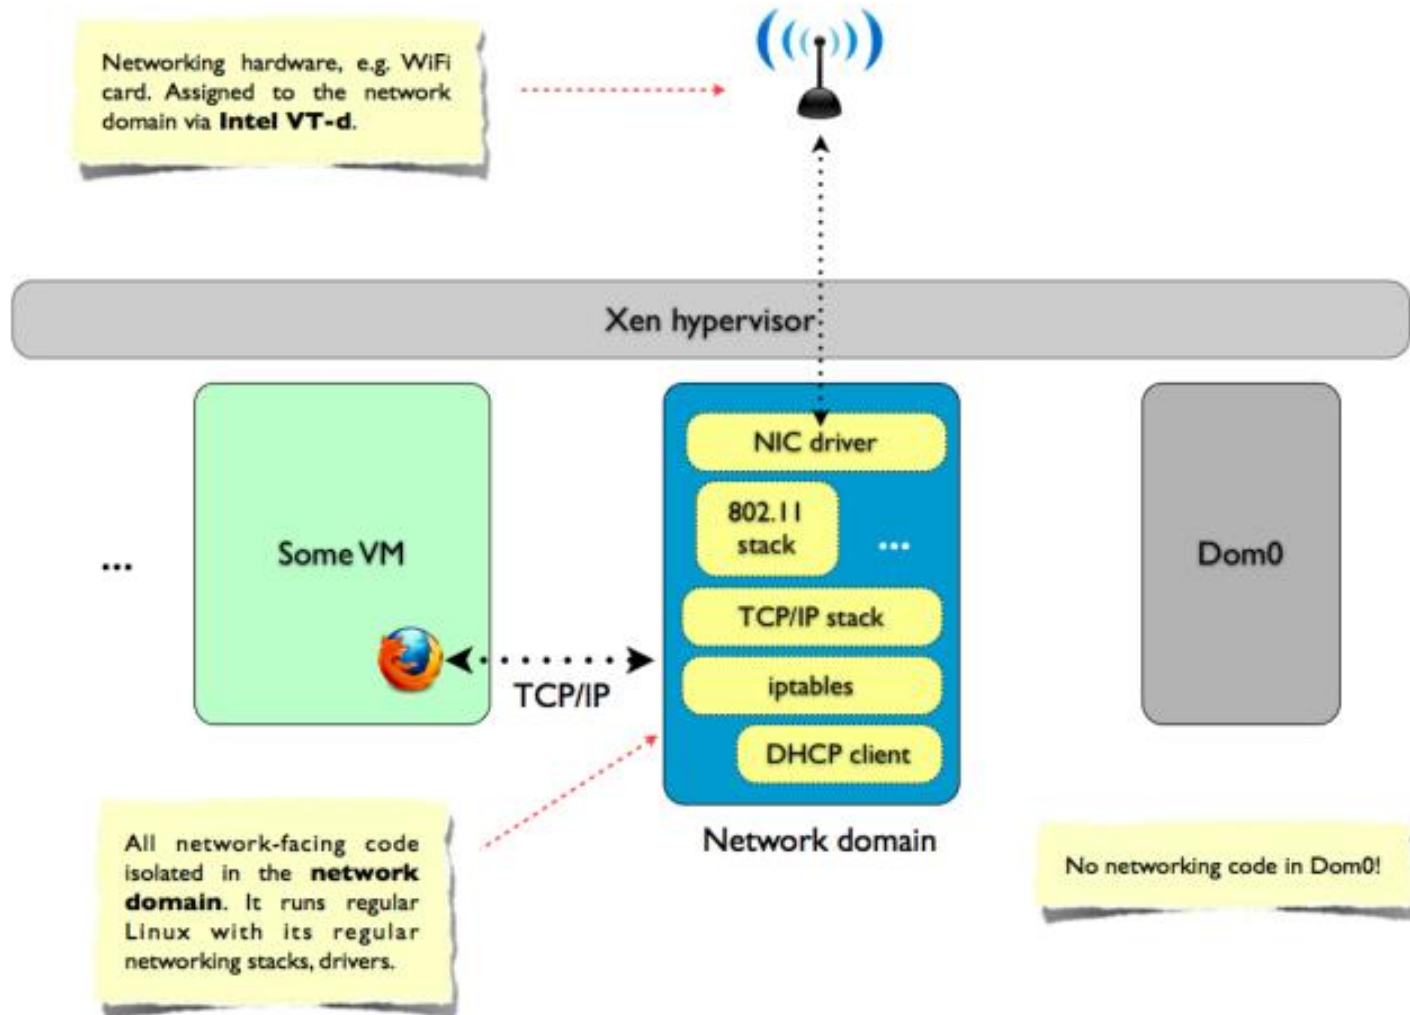 Networking hardware, e.g. WiFi
card. Assigned to the network
domain via Intel VT-d.
Xen hypervisor
NIC driver
802.11
stack
...
...
Some VM
Dom0
TCP/IP stack
TCP/IP
iptables
DHCP client
Network domain
All network-facing code
isolated in the network
domain. It runs regular
Linux with its regular
networking stacks, drivers.
No networking code in Dom0!